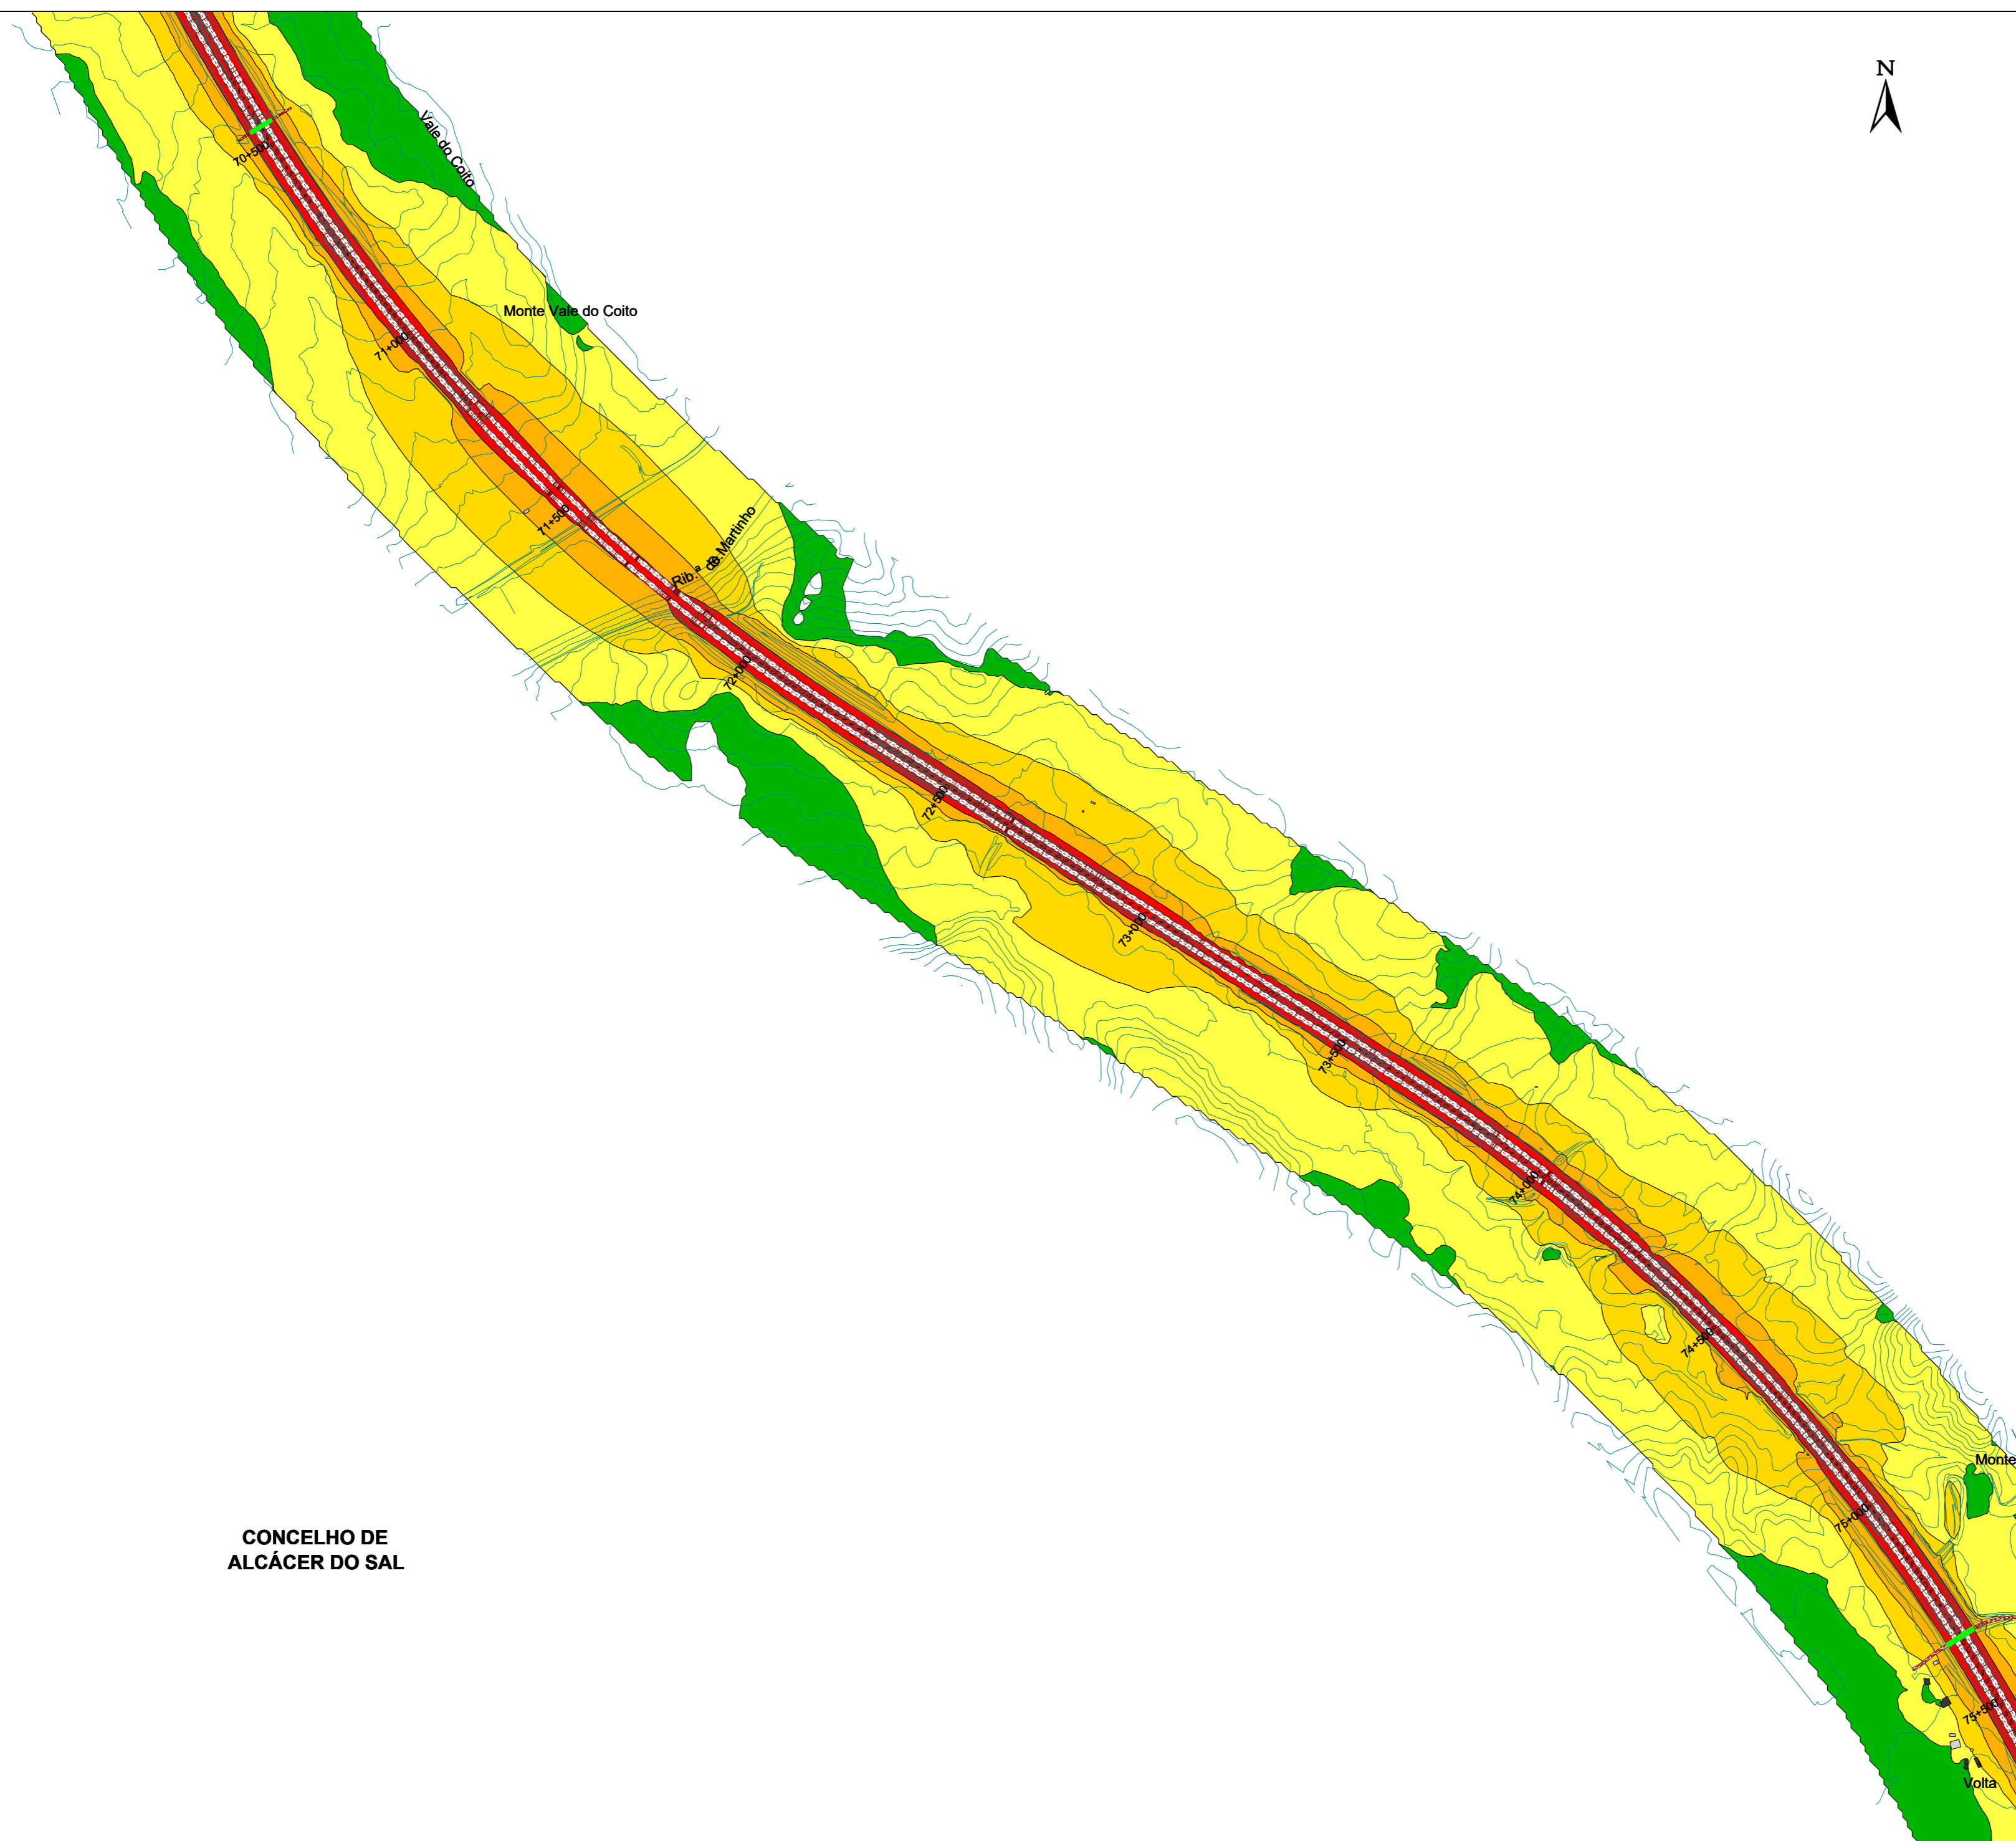 N
Vale do Coito
70+500
Monte Vale do Coito
71+000
71+500
Rib.ª de S. Martinho
72+000
72+500
73+000
73+500
74+000
74+500
Monte
75+000
CONCELHO DE
ALCÁCER DO SAL
75+500
Volta